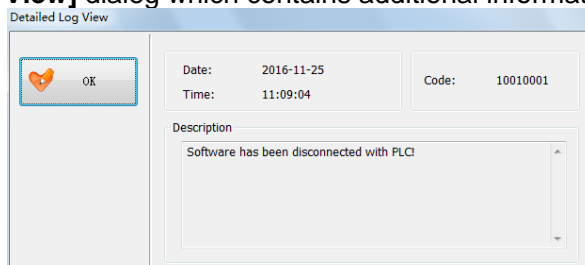 View] dialog which contains additional informat
Detailed Log View
OK
Date: 2016-11-25
Time: 11:09:04
Code: 10010001
Description
Software has been disconnected with PLC!